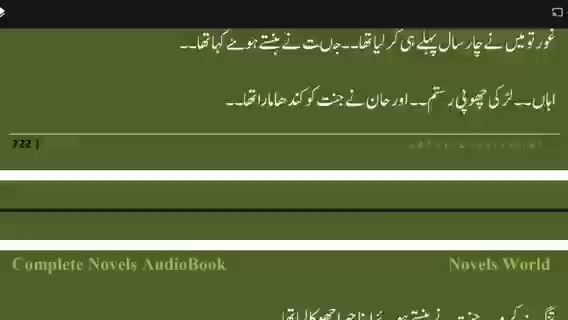 غور تو میں نے چار سال پہلے ہی کر لیا تھا۔۔جںت نے ہنستے ہوئے کہا تھا۔۔
اہاں۔۔لڑکی چھوپی رستم۔۔اور حان نے جنت کو کندھا مارا تھا۔۔
722 |
Complete Novels AudioBook Novels World